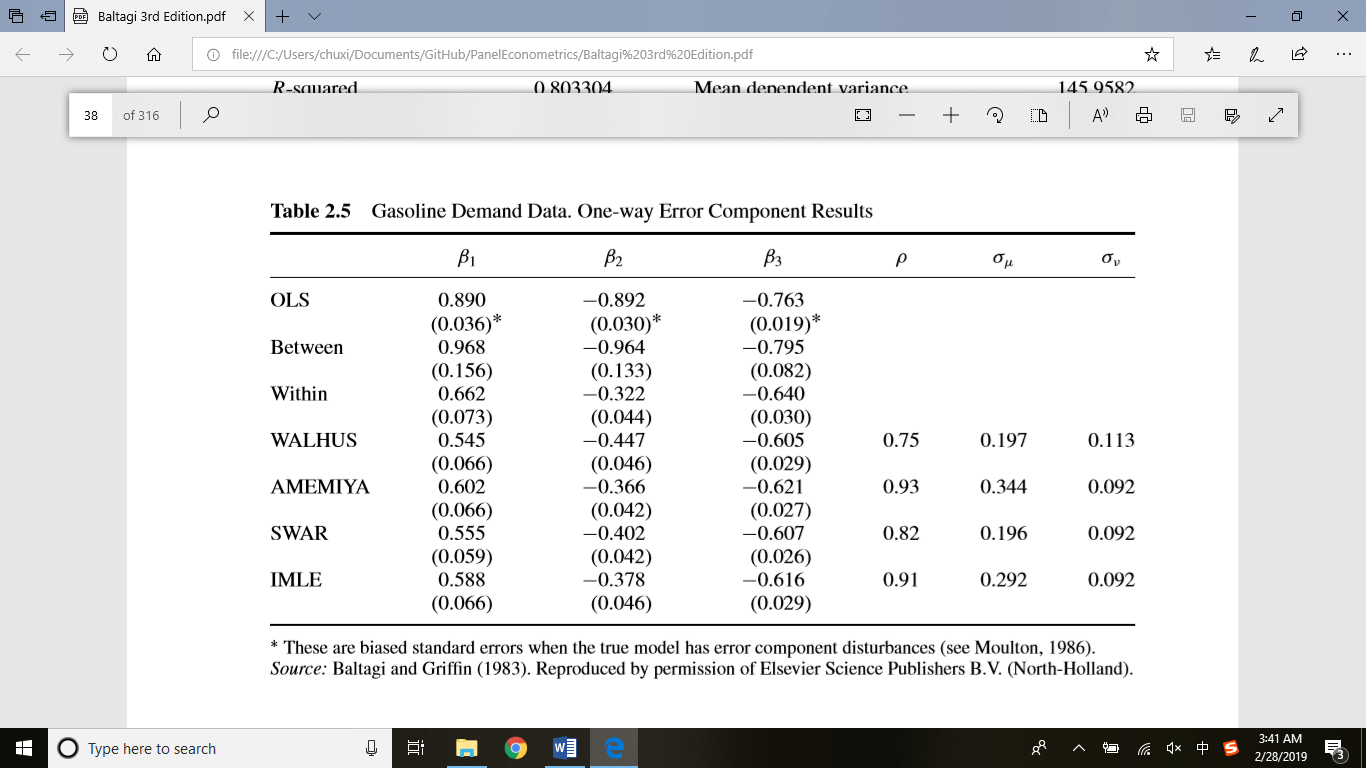 Baltagi 3rd Edition.pdf
file:///C:/Users/chuxi/Documents/GitHub/PanelEconometrics/Baltagi%203rd%20Edition.pdf
R-squared 0.803304 Mean dependent variance 145.9582
38 of 316
Table 2.5 Gasoline Demand Data. One-way Error Component Results
β1 β2 β3 ρ σμ σν
OLS 0.890 −0.892 −0.763
(0.036)* (0.030)* (0.019)*
Between 0.968 −0.964 −0.795
(0.156) (0.133) (0.082)
Within 0.662 −0.322 −0.640
(0.073) (0.044) (0.030)
WALHUS 0.545 −0.447 −0.605 0.75 0.197 0.113
(0.066) (0.046) (0.029)
AMEMIYA 0.602 −0.366 −0.621 0.93 0.344 0.092
(0.066) (0.042) (0.027)
SWAR 0.555 −0.402 −0.607 0.82 0.196 0.092
(0.059) (0.042) (0.026)
IMLE 0.588 −0.378 −0.616 0.91 0.292 0.092
(0.066) (0.046) (0.029)
* These are biased standard errors when the true model has error component disturbances (see Moulton, 1986).
Source: Baltagi and Griffin (1983). Reproduced by permission of Elsevier Science Publishers B.V. (North-Holland).
Type here to search
中
3:41 AM
2/28/2019
3